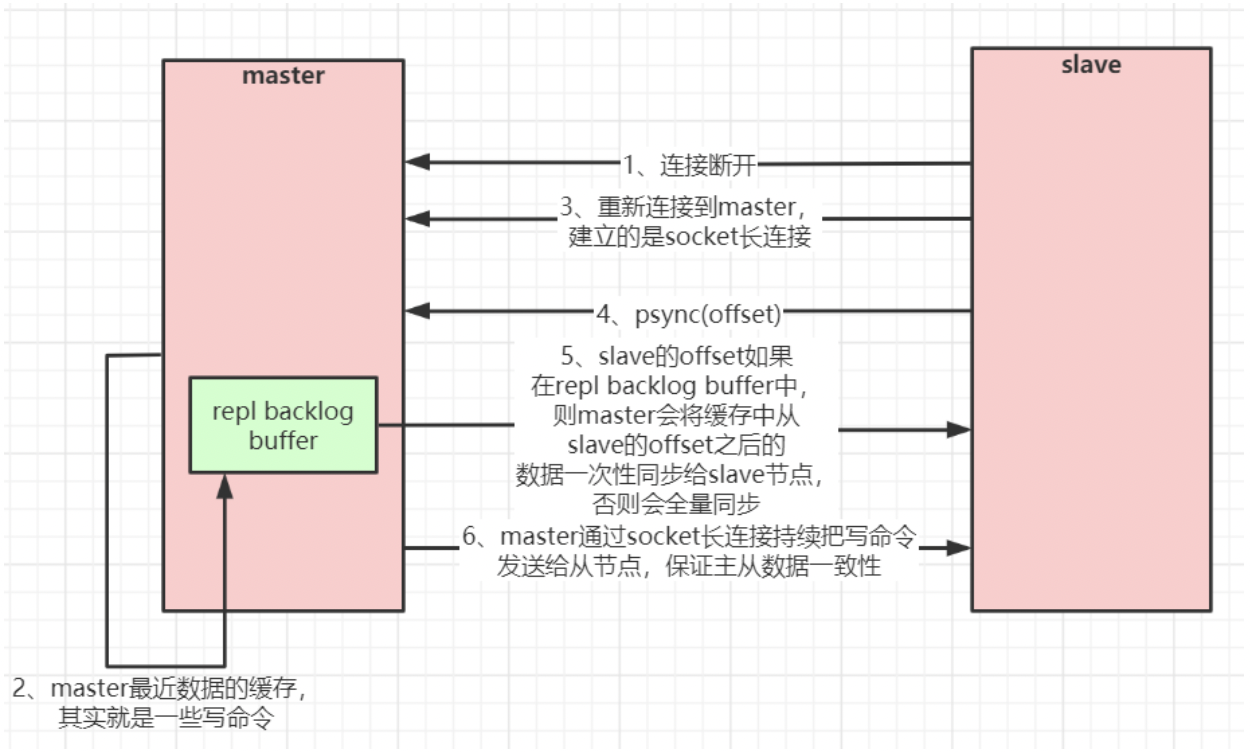 master
slave
1、连接断开
3、重新连接到master，
建立的是socket长连接
4、psync(offset)
5、slave的offset如果
在repl backlog buffer中，
则master会将缓存中从
slave的offset之后的
数据一次性同步给slave节点，
否则会全量同步
repl backlog
buffer
6、master通过socket长连接持续把写命令
发送给从节点，保证主从数据一致性
2、master最近数据的缓存，
其实就是一些写命令